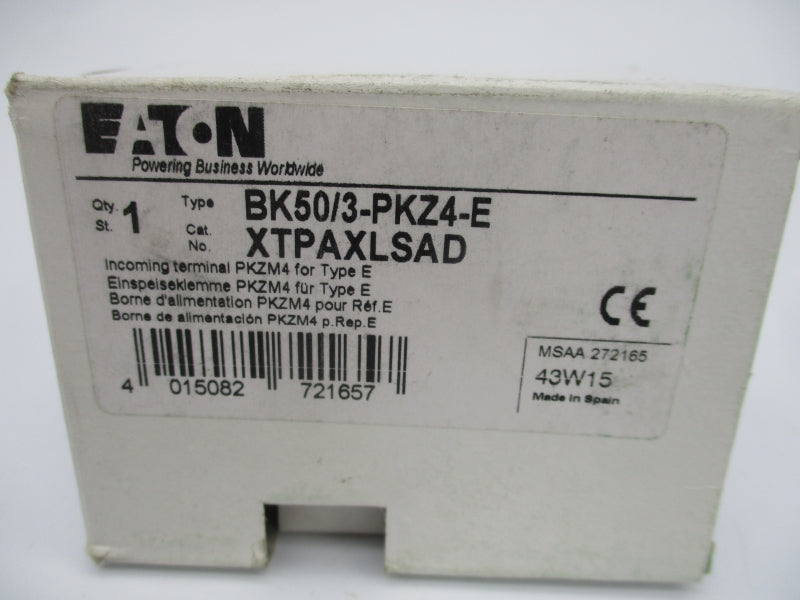 EATON
Powering Business Worldwide
Qty. 1 Type BK50/3-PKZ4-E
St. Cat. No. XTPAXLSAD
Incoming terminal PKZM4 for Type E
Einspeiseklemme PKZM4 für Type E
Borne d'alimentation PKZM4 pour Réf.E
Borne de alimentación PKZM4 p.Rep.E
CE
4 015082 721657
MSAA 272165
43W15
Made in Spain